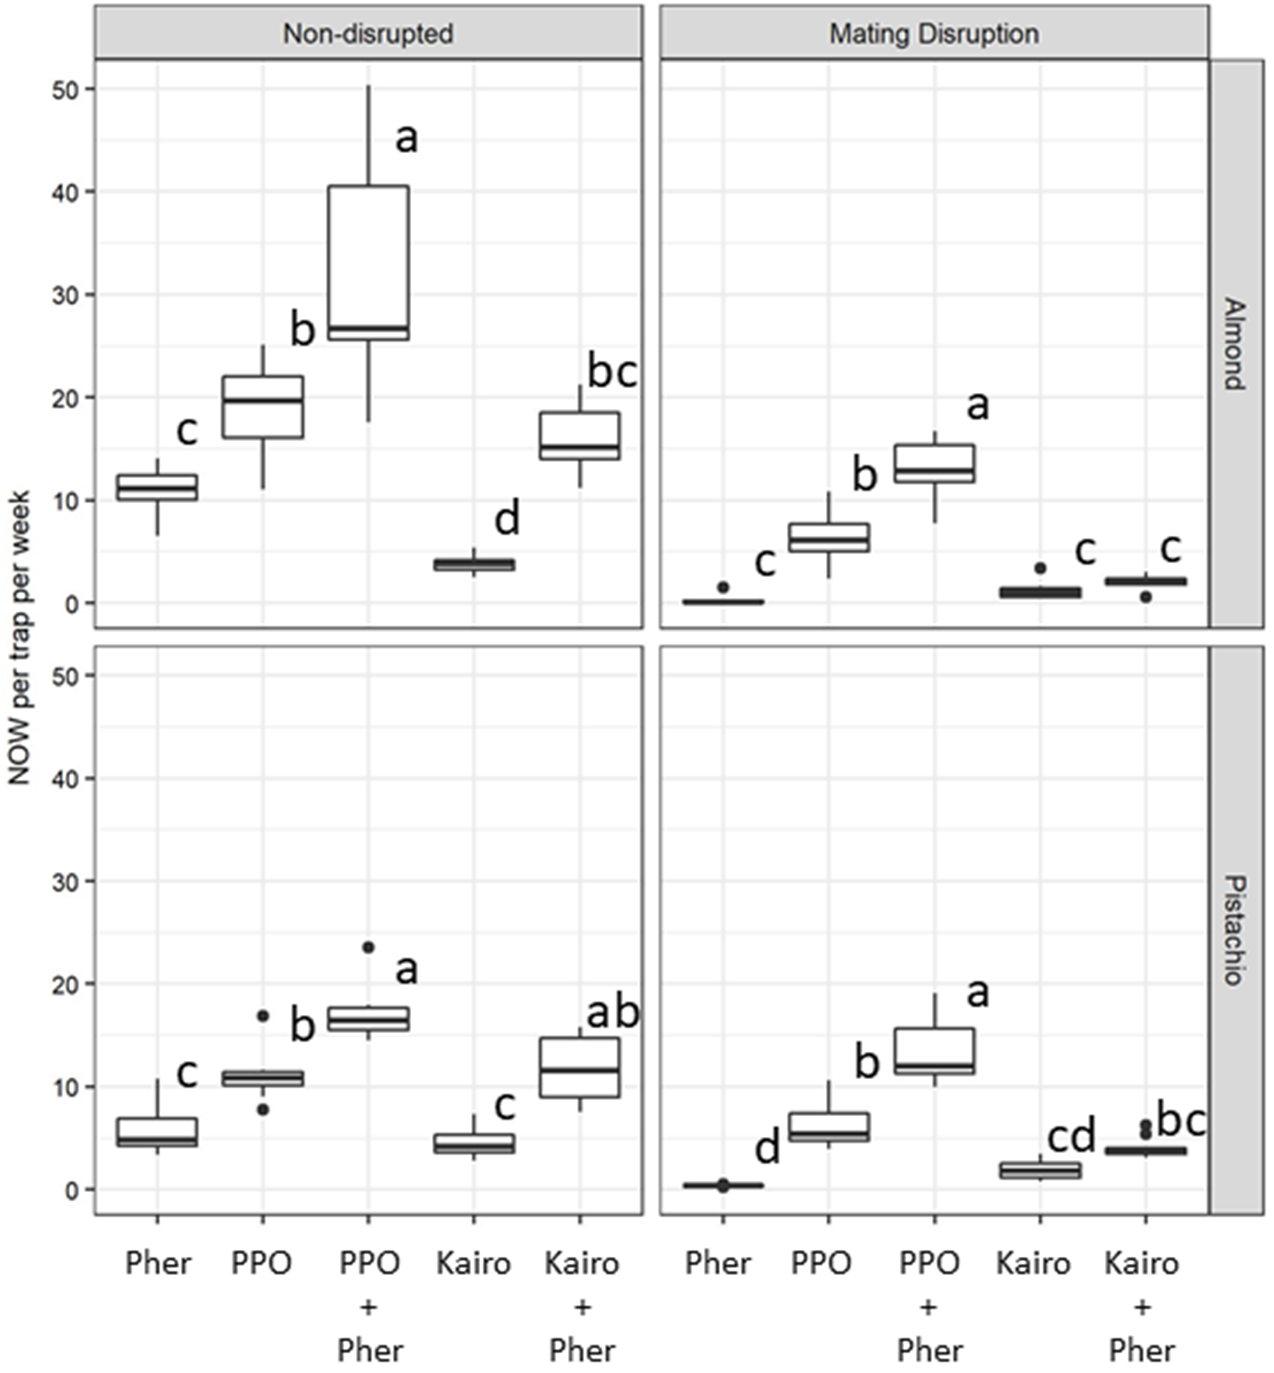 Non-disrupted
Mating Disruption
NOW per trap per week
Almond
50
40
30
20
10
0
c
b
a
d
bc
c
b
a
c
c
Pistachio
50
40
30
20
10
0
c
b
a
c
ab
d
b
a
cd
bc
Pher PPO PPO Kairo Kairo
+ +
Pher Pher
Pher PPO PPO Kairo Kairo
+ +
Pher Pher